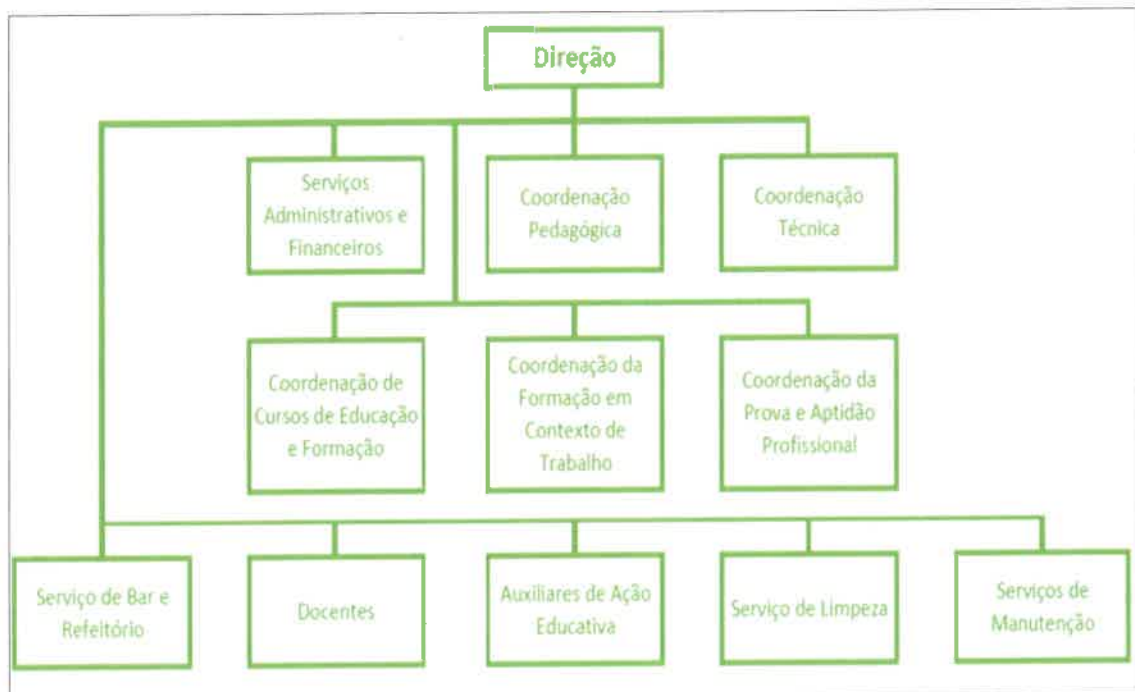 Direção
Serviços
Administrativos e
Financeiros
Coordenação
Pedagógica
Coordenação
Técnica
Coordenação de
Cursos de Educação
e Formação
Coordenação da
Formação em
Contexto de
Trabalho
Coordenação da
Prova e Aptidão
Profissional
Serviço de Bar e
Refeitório
Docentes
Auxiliares de Ação
Educativa
Serviço de Limpeza
Serviços de
Manutenção